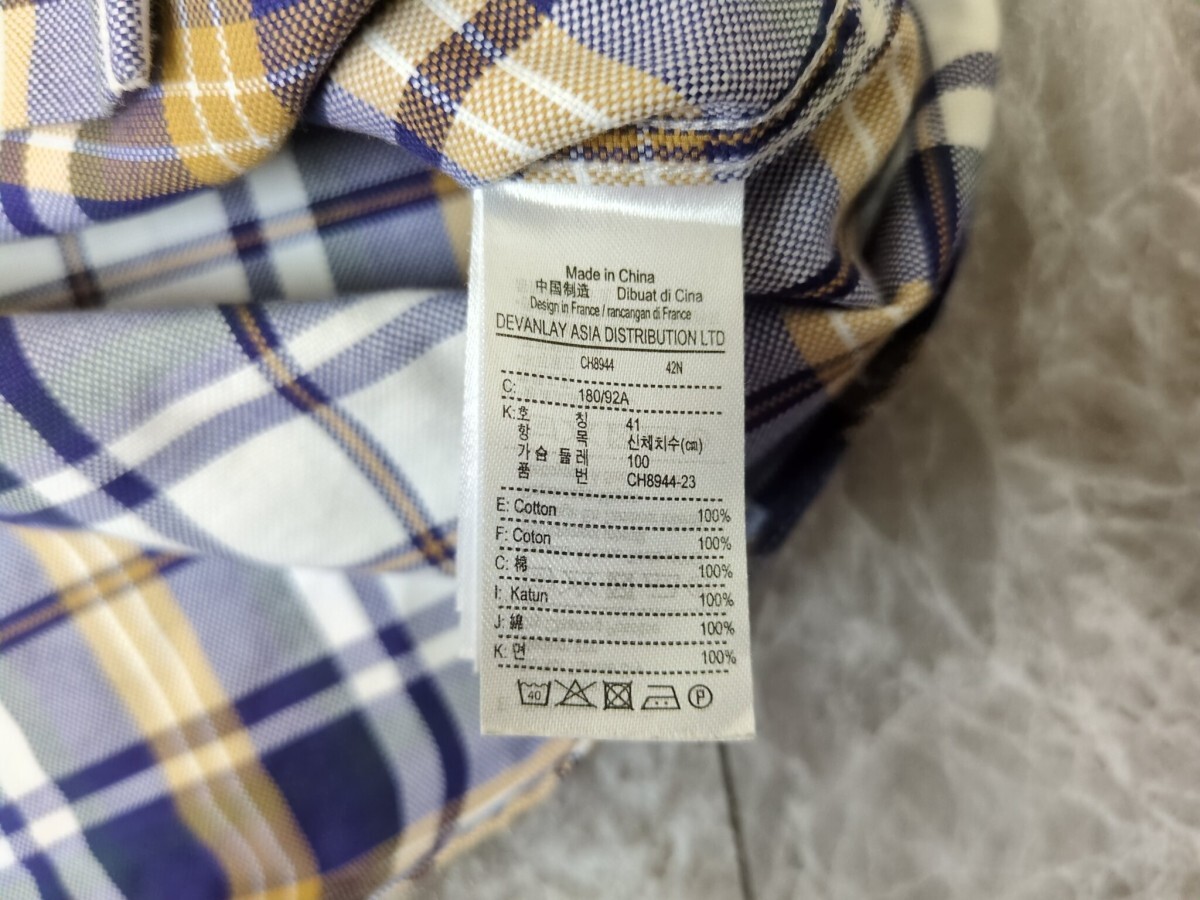 Made in China
中国制造 Dibuat di Cina
Design in France / rancangan di France
DEVANLAY ASIA DISTRIBUTION LTD
CH8944 42N
C: 180/92A
K: 호 칭 41
항 목 신체치수(㎝)
가슴둘레 100
품 번 CH8944-23
E: Cotton 100%
F: Coton 100%
C: 棉 100%
I: Katun 100%
J: 綿 100%
K: 면 100%
40 P